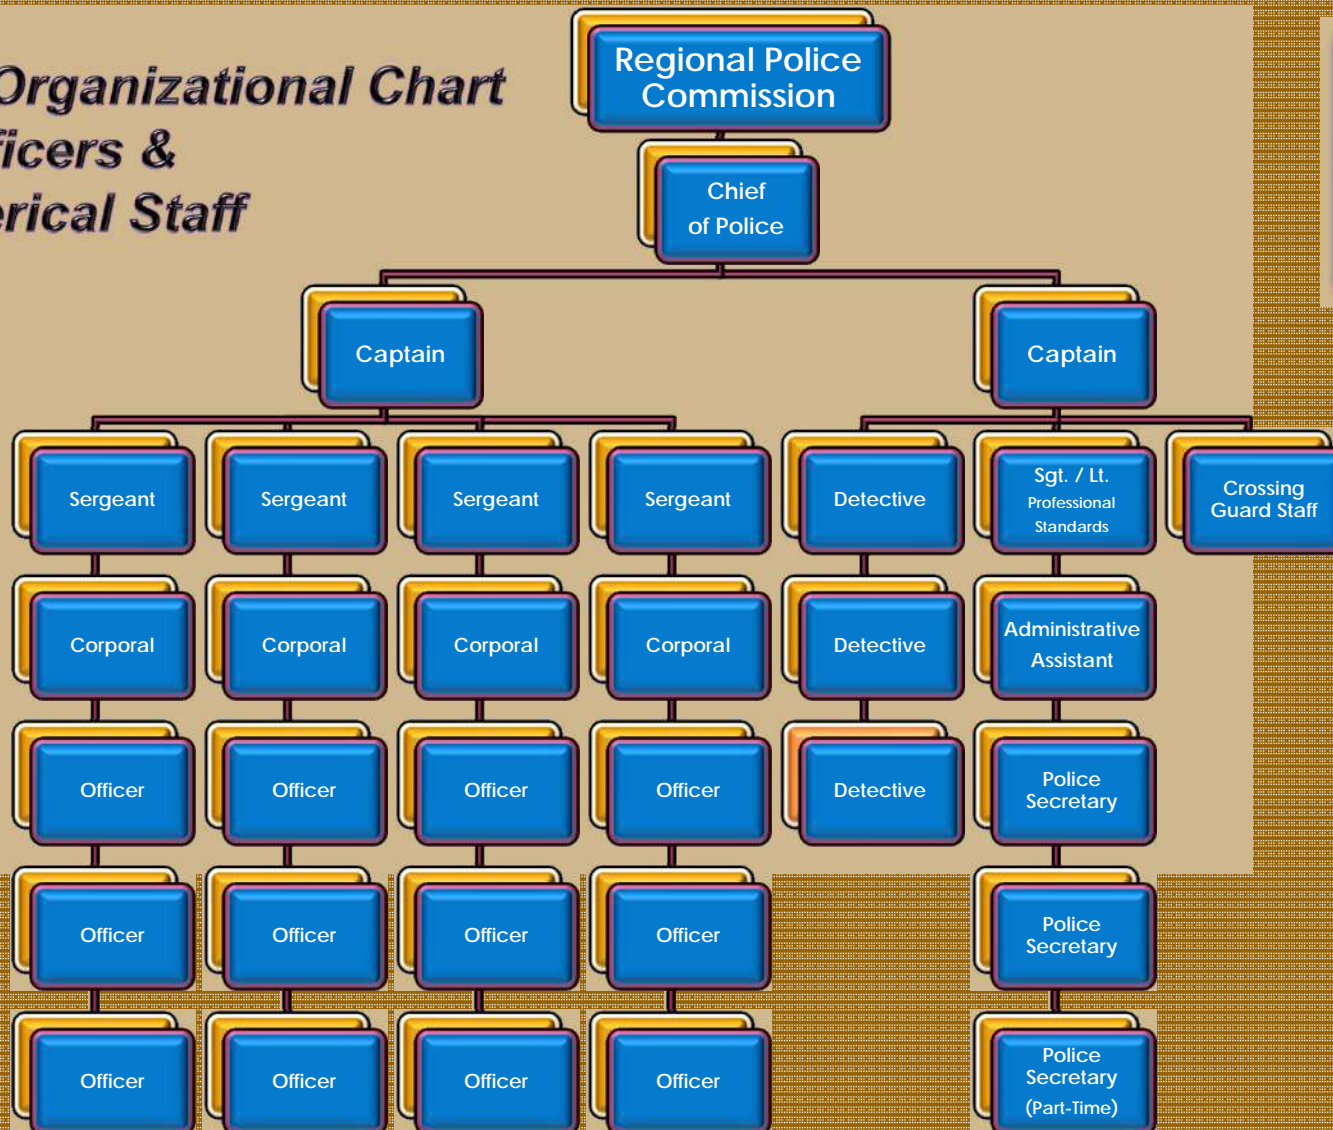 Organizational Chart
ficers &
erical Staff
Regional Police
Commission
Chief
of Police
Captain
Captain
Sergeant
Sergeant
Sergeant
Sergeant
Detective
Sgt. / Lt.
Professional
Standards
Crossing
Guard Staff
Corporal
Corporal
Corporal
Corporal
Detective
Administrative
Assistant
Officer
Officer
Officer
Officer
Detective
Police
Secretary
Officer
Officer
Officer
Officer
Police
Secretary
Officer
Officer
Officer
Officer
Police
Secretary
(Part-Time)